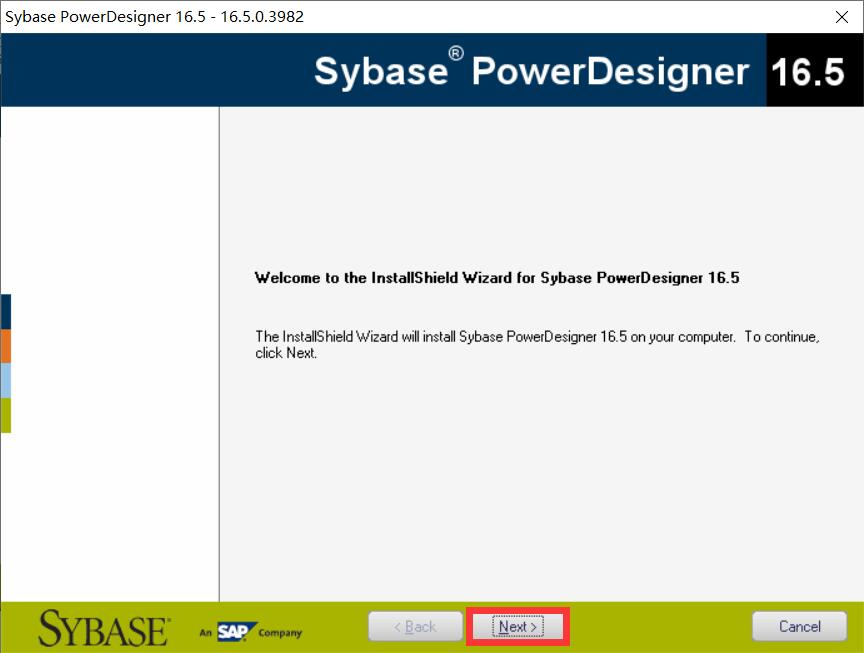 Sybase PowerDesigner 16.5 - 16.5.0.3982
Sybase® PowerDesigner 16.5
Welcome to the InstallShield Wizard for Sybase PowerDesigner 16.5
The InstallShield Wizard will install Sybase PowerDesigner 16.5 on your computer.  To continue,
click Next.
SYBASE® An SAP Company
< Back
Next >
Cancel